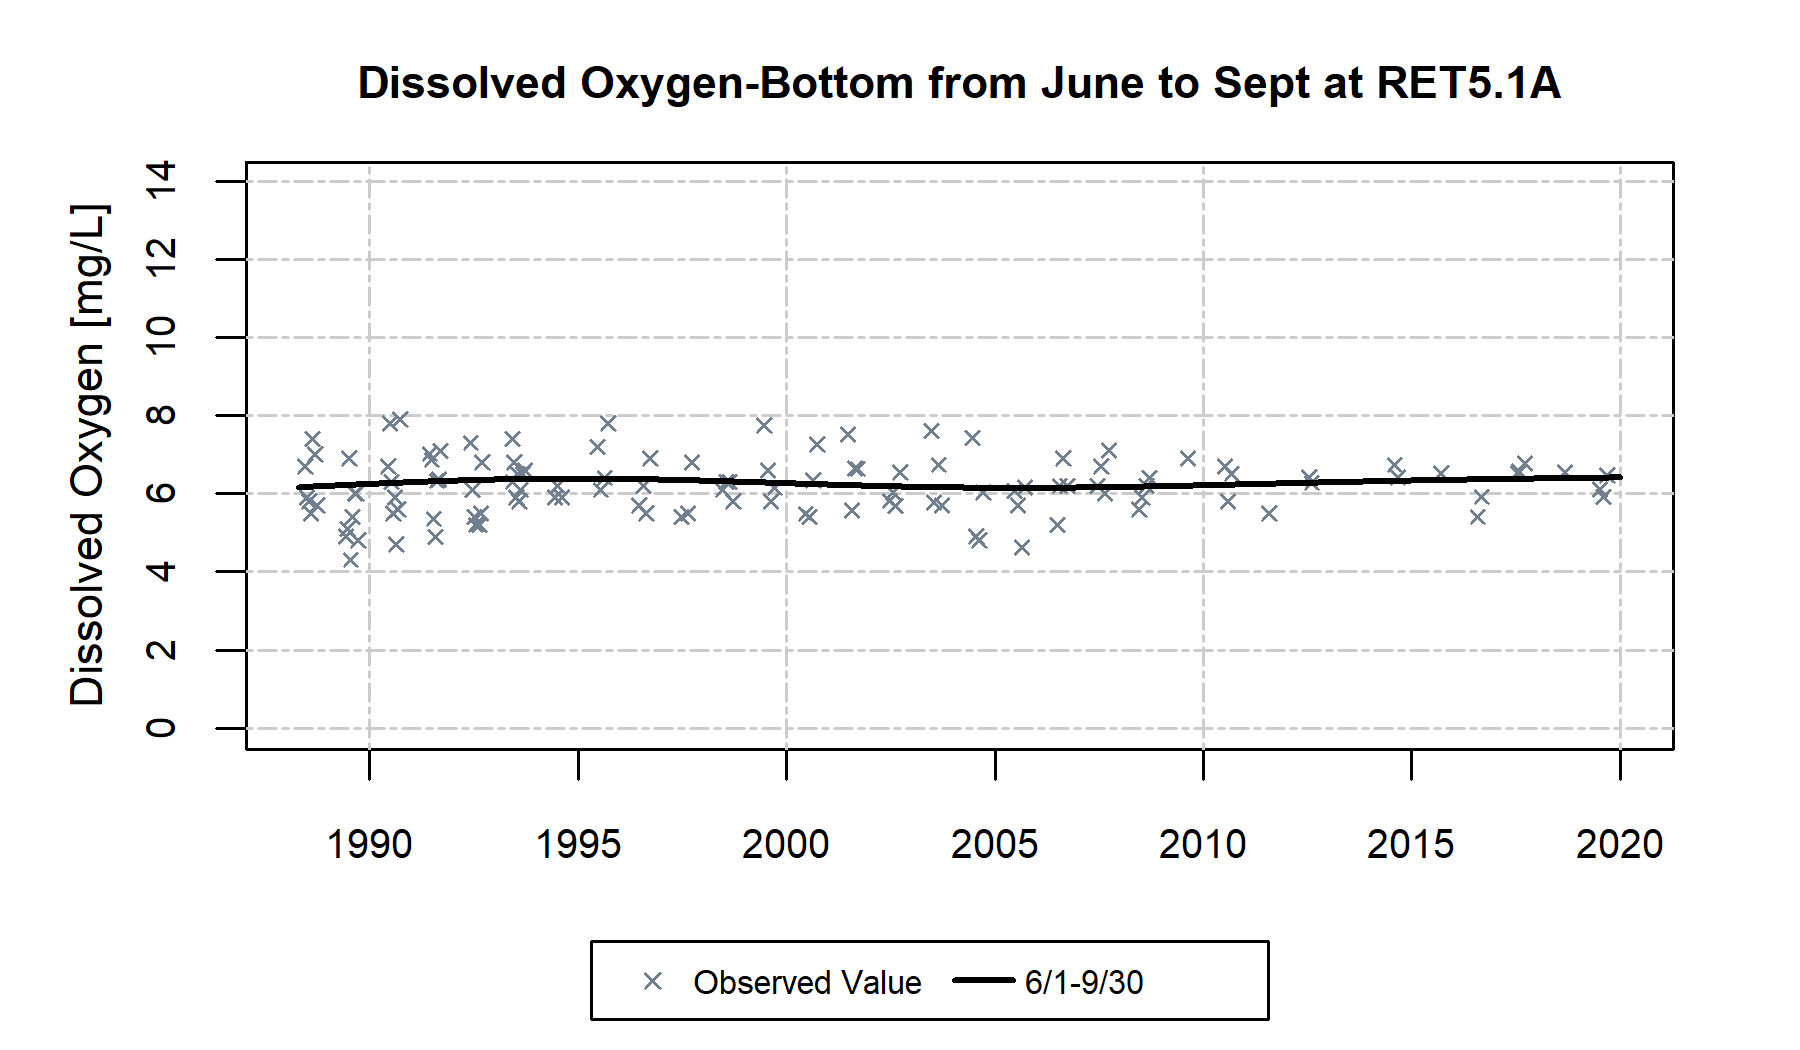 Dissolved Oxygen-Bottom from June to Sept at RET5.1A
Dissolved Oxygen [mg/L]
14
12
10
8
6
4
2
0
1990 1995 2000 2005 2010 2015 2020
Observed Value 6/1-9/30